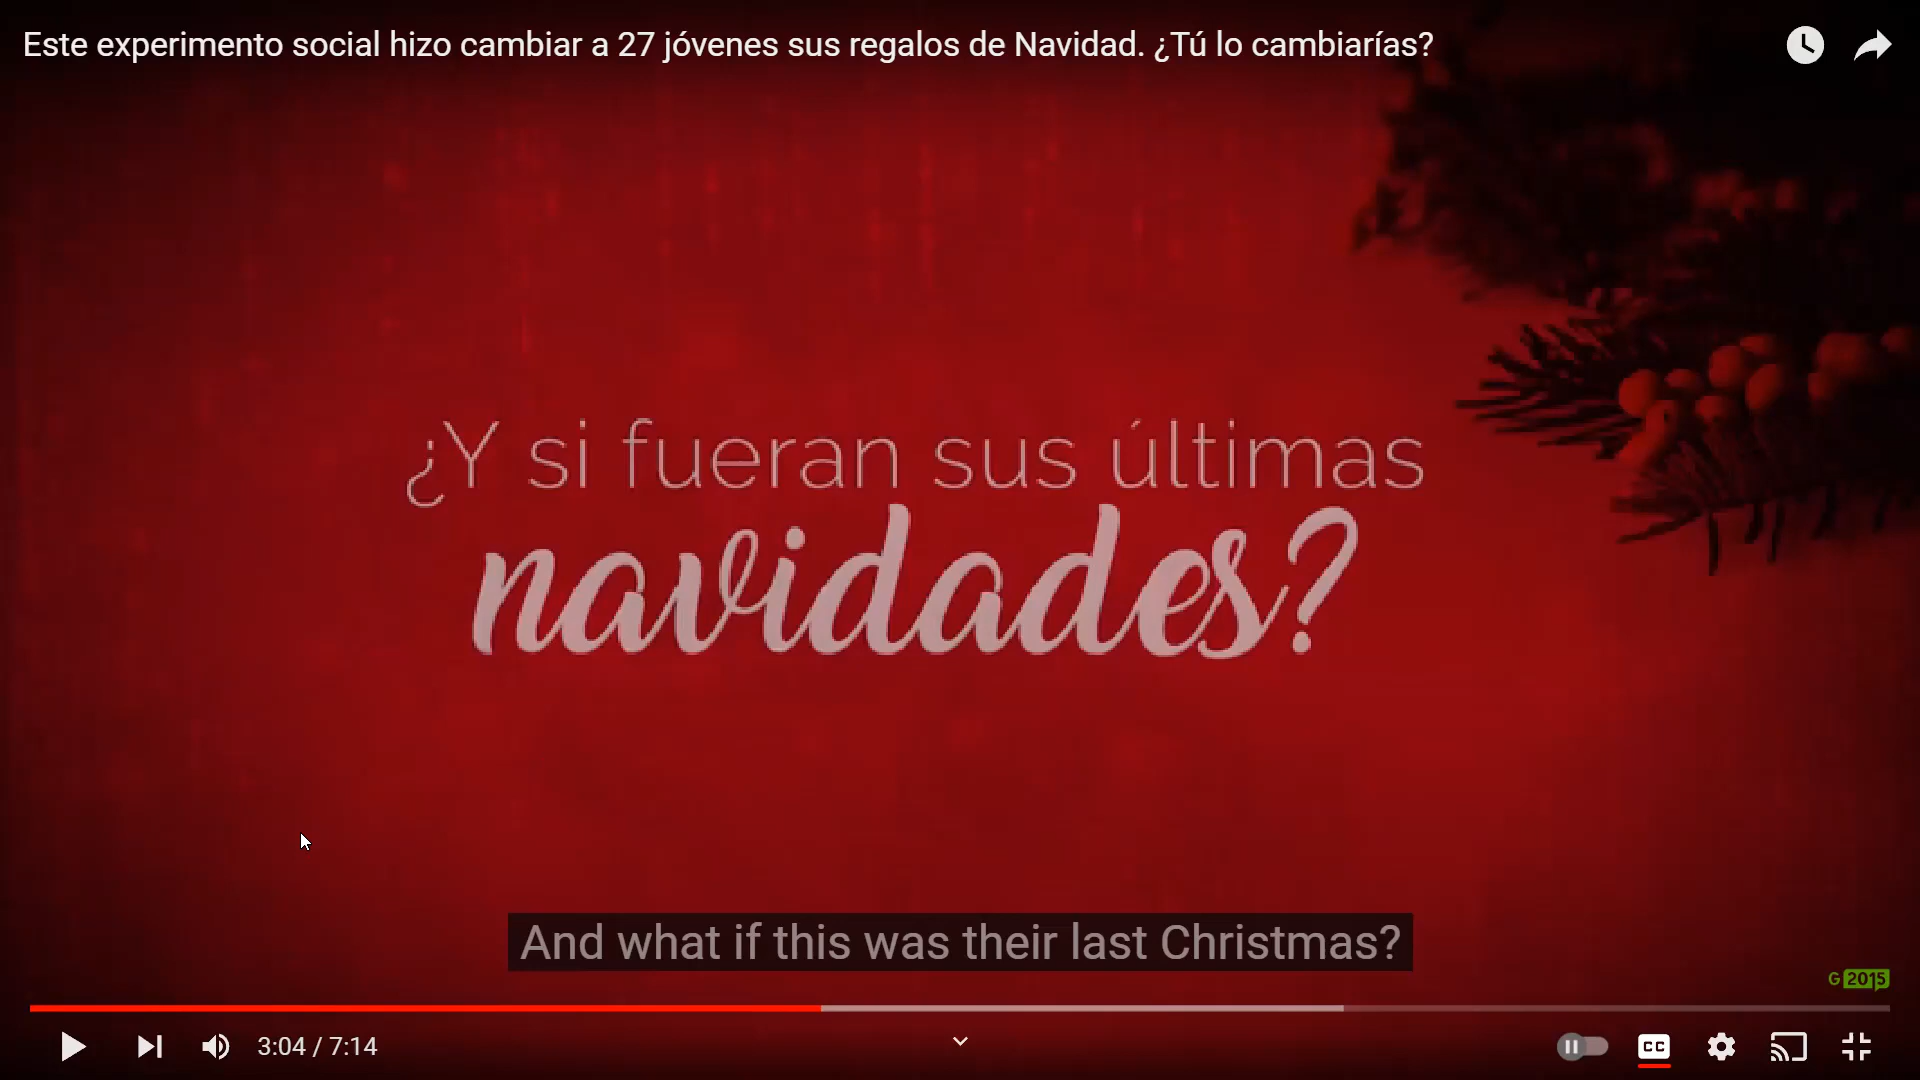 Este experimento social hizo cambiar a 27 jóvenes sus regalos de Navidad. ¿Tú lo cambiarías?
¿Y si fueran sus últimas
navidades?
And what if this was their last Christmas?
G 2015
3:04 / 7:14
CC